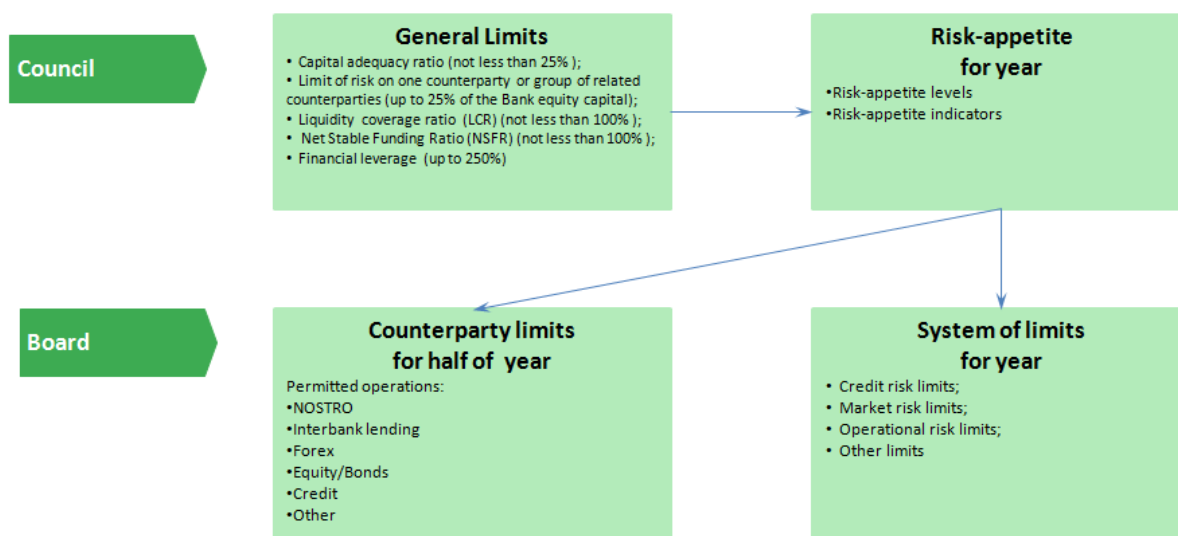 Council
General Limits
• Capital adequacy ratio (not less than 25% );
• Limit of risk on one counterparty or group of related
counterparties (up to 25% of the Bank equity capital);
• Liquidity coverage ratio (LCR) (not less than 100% );
• Net Stable Funding Ratio (NSFR) (not less than 100% );
• Financial leverage (up to 250%)
Risk-appetite
for year
•Risk-appetite levels
•Risk-appetite indicators
Board
Counterparty limits
for half of year
Permitted operations:
•NOSTRO
•Interbank lending
•Forex
•Equity/Bonds
•Credit
•Other
System of limits
for year
• Credit risk limits;
• Market risk limits;
• Operational risk limits;
• Other limits